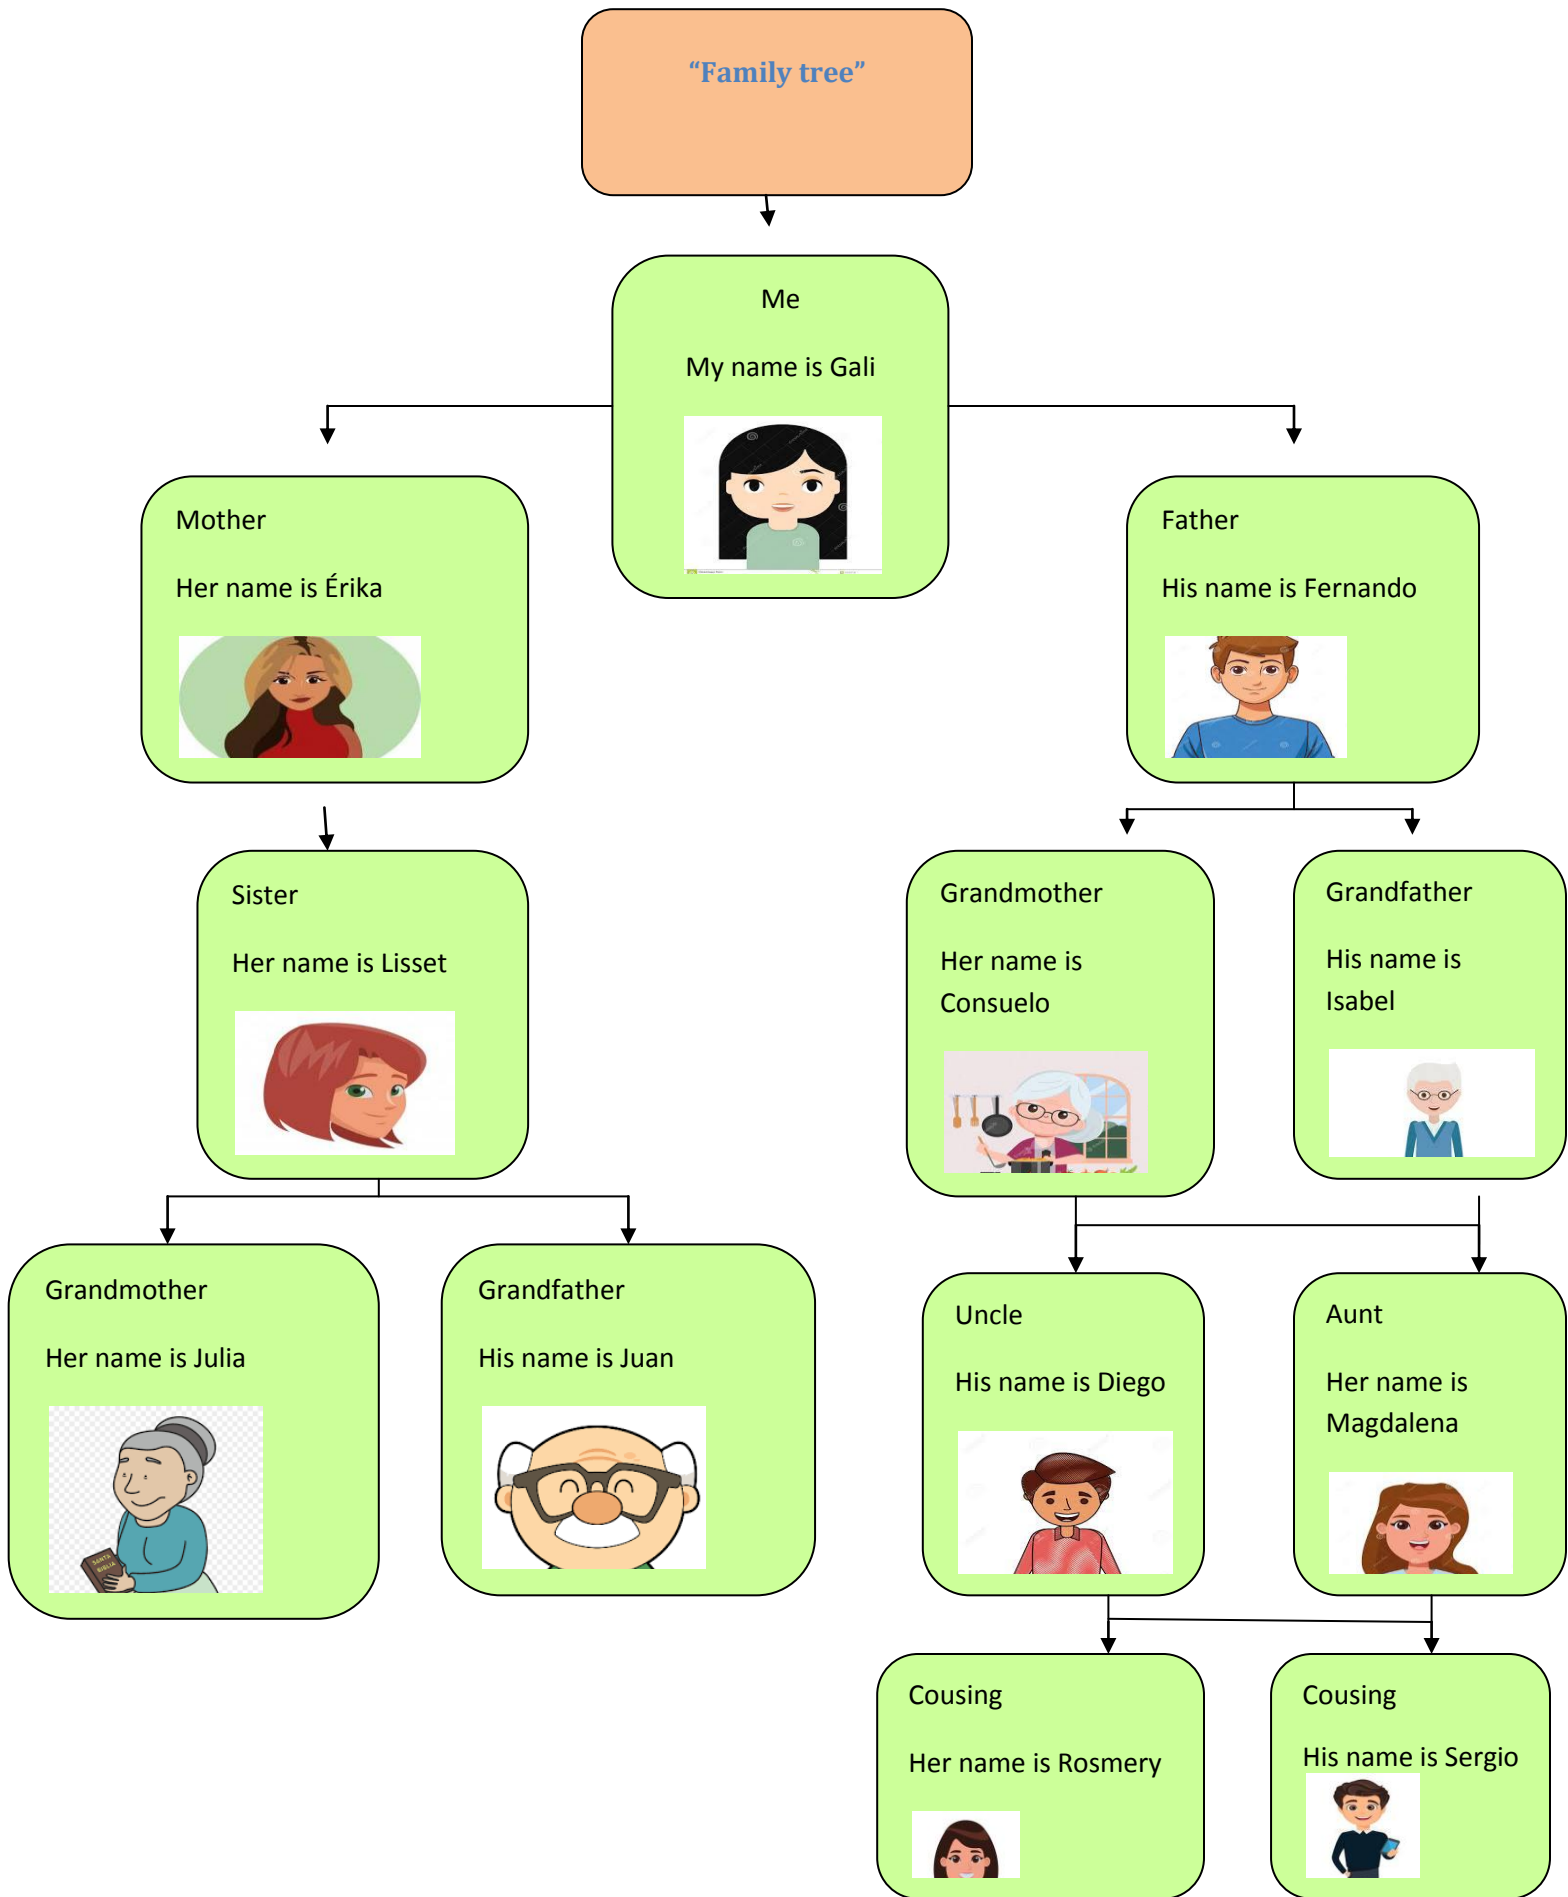 “Family tree”
Me
My name is Gali
Mother
Her name is Érika
Father
His name is Fernando
Sister
Her name is Lisset
Grandmother
Her name is
Consuelo
Grandfather
His name is
Isabel
Grandmother
Her name is Julia
SANTA
BIBLIA
Grandfather
His name is Juan
Uncle
His name is Diego
Aunt
Her name is
Magdalena
Cousing
Her name is Rosmery
Cousing
His name is Sergio